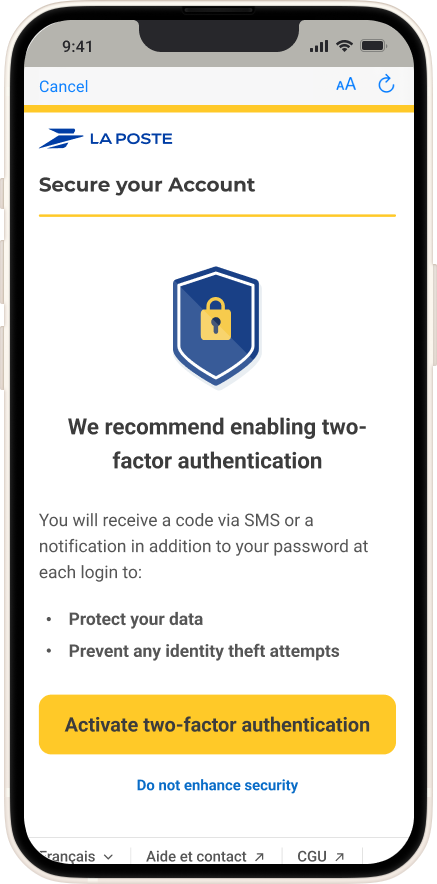 9:41
Cancel
AA
LA POSTE
Secure your Account
We recommend enabling two-
factor authentication
You will receive a code via SMS or a
notification in addition to your password at
each login to:
• Protect your data
• Prevent any identity theft attempts
Activate two-factor authentication
Do not enhance security
Français Aide et contact CGU